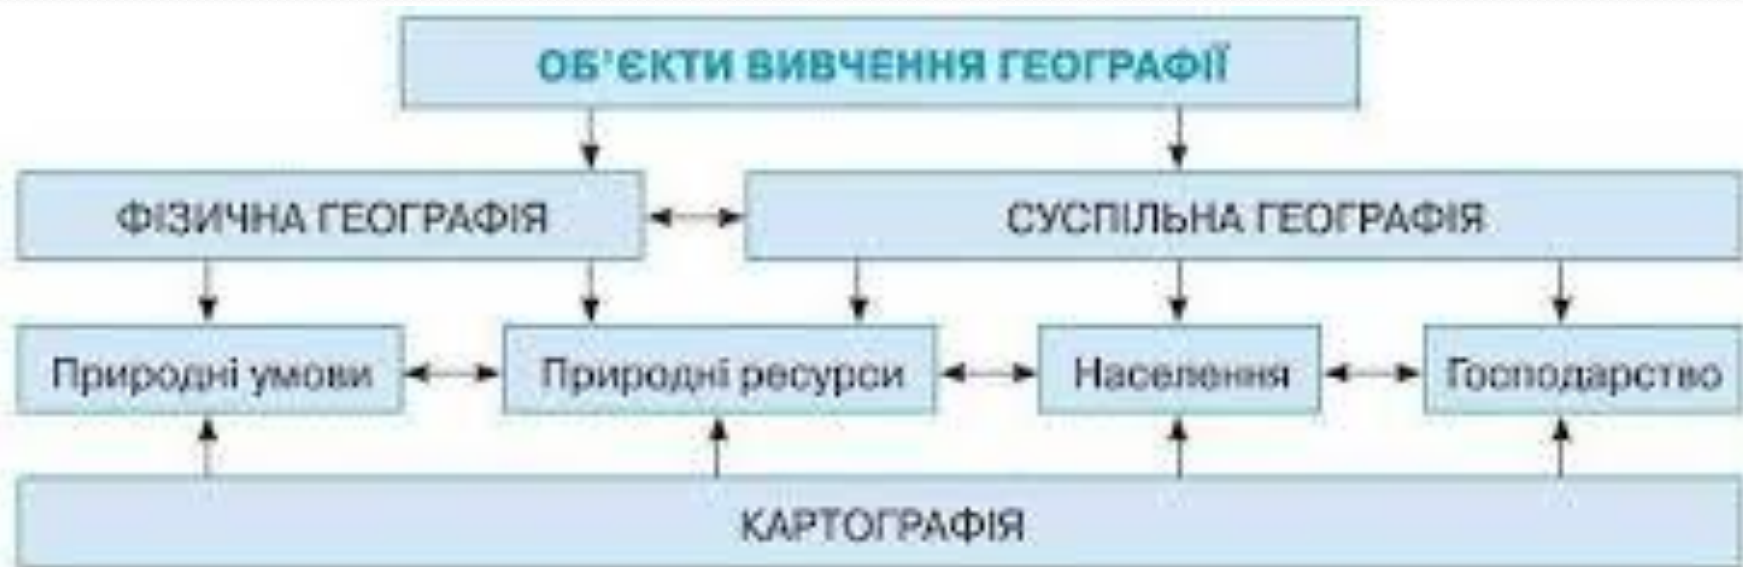 ОБ'ЄКТИ ВИВЧЕННЯ ГЕОГРАФІЇ
ФІЗИЧНА ГЕОГРАФІЯ
СУСПІЛЬНА ГЕОГРАФІЯ
Природні умови
Природні ресурси
Населення
Господарство
КАРТОГРАФІЯ